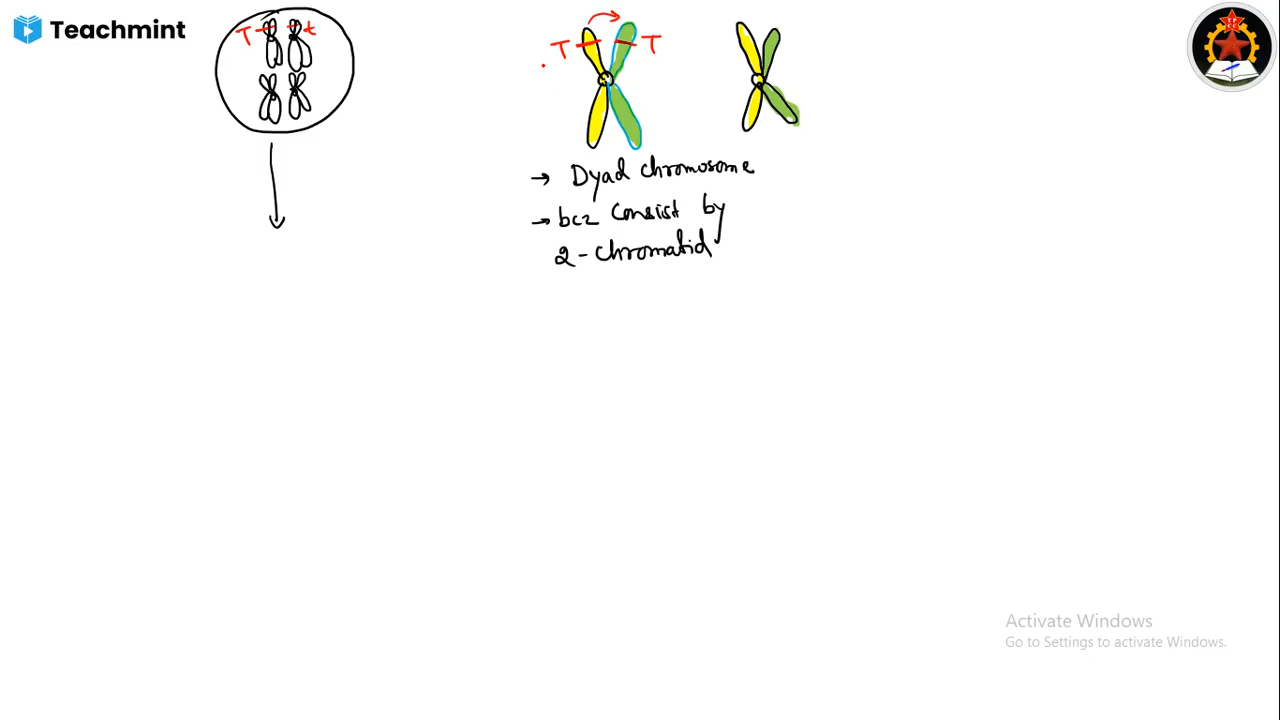 Teachmint
T t
T T
→ Dyad chromosome
→ bcz consist by
2-chromatid
Activate Windows
Go to Settings to activate Windows.